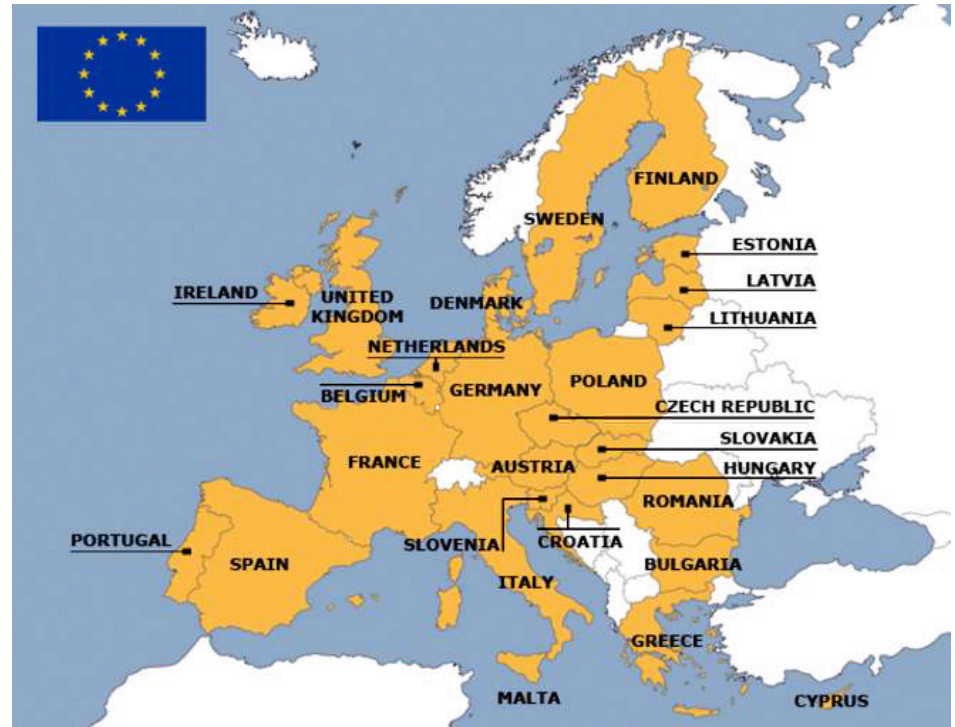 FINLAND
SWEDEN
ESTONIA
LATVIA
IRELAND
UNITED
KINGDOM
DENMARK
LITHUANIA
NETHERLANDS
BELGIUM
GERMANY
POLAND
CZECH REPUBLIC
SLOVAKIA
FRANCE
AUSTRIA
HUNGARY
ROMANIA
PORTUGAL
SPAIN
SLOVENIA
CROATIA
BULGARIA
ITALY
GREECE
MALTA
CYPRUS